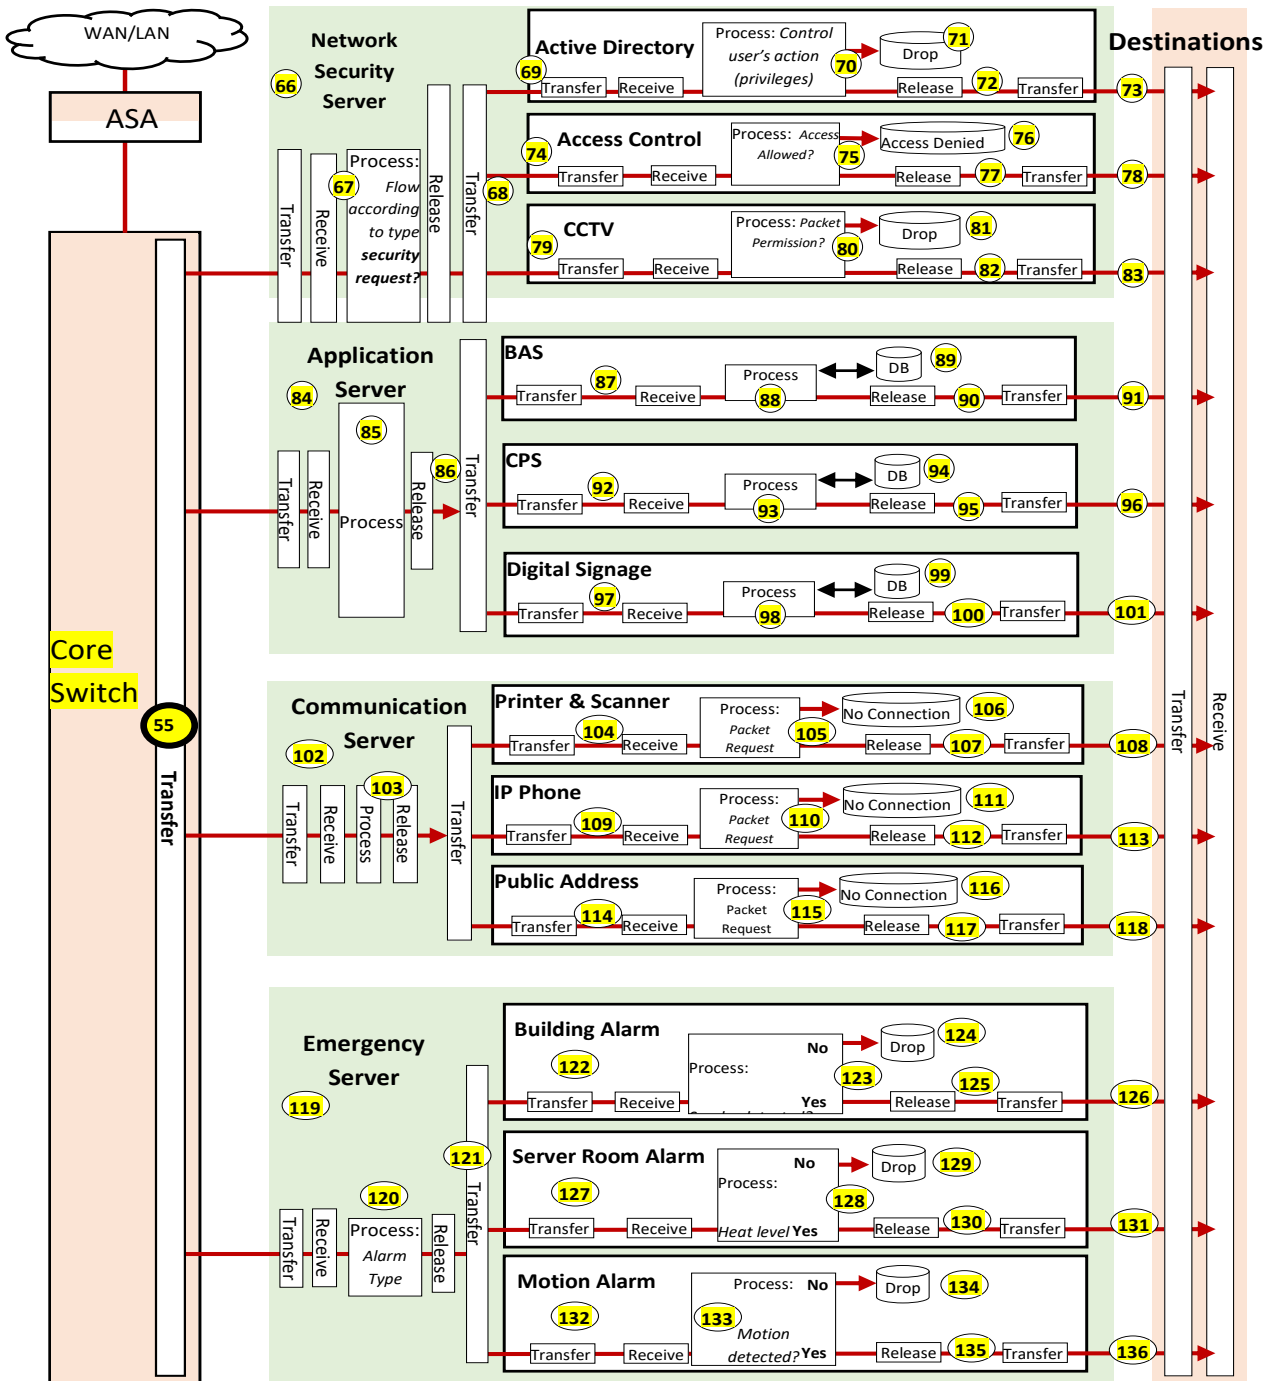 WAN/LAN
ASA
Core
Switch
55
Transfer
Network
Security
Server
66
Transfer
Receive
67
Process:
Flow
according
to type
security
request?
Release
Transfer
68
Active Directory
69
Transfer
Receive
Process: Control
user's action
(privileges)
70
71
Drop
Release
72
Transfer
73
Access Control
74
Transfer
Receive
Process: Access
Allowed?
75
76
Access Denied
Release
77
Transfer
78
CCTV
79
Transfer
Receive
Process: Packet
Permission?
80
81
Drop
Release
82
Transfer
83
Application
Server
84
Transfer
Receive
85
Process
Release
86
Transfer
BAS
Transfer
87
Receive
Process
88
DB
89
Release
90
Transfer
91
CPS
Transfer
92
Receive
Process
93
DB
94
Release
95
Transfer
96
Digital Signage
Transfer
97
Receive
Process
98
DB
99
Release
100
Transfer
101
Communication
Server
102
Transfer
Receive
Process
103
Release
Transfer
Printer & Scanner
Transfer
104
Receive
Process:
Packet
Request
105
No Connection
106
Release
107
Transfer
108
IP Phone
Transfer
109
Receive
Process:
Packet
Request
110
No Connection
111
Release
112
Transfer
113
Public Address
Transfer
114
Receive
Process:
Packet
Request
115
No Connection
116
Release
117
Transfer
118
Emergency
Server
119
Transfer
Receive
120
Process:
Alarm
Type
Release
121
Transfer
Building Alarm
122
Transfer
Receive
No
Process:
Yes
123
Drop
124
Release
125
Transfer
126
Server Room Alarm
127
Transfer
Receive
No
Process:
Heat level Yes
128
Drop
129
Release
130
Transfer
131
Motion Alarm
132
Transfer
Receive
Process: No
133
Motion
detected? Yes
Drop
134
Release
135
Transfer
136
Destinations
Transfer
Receive